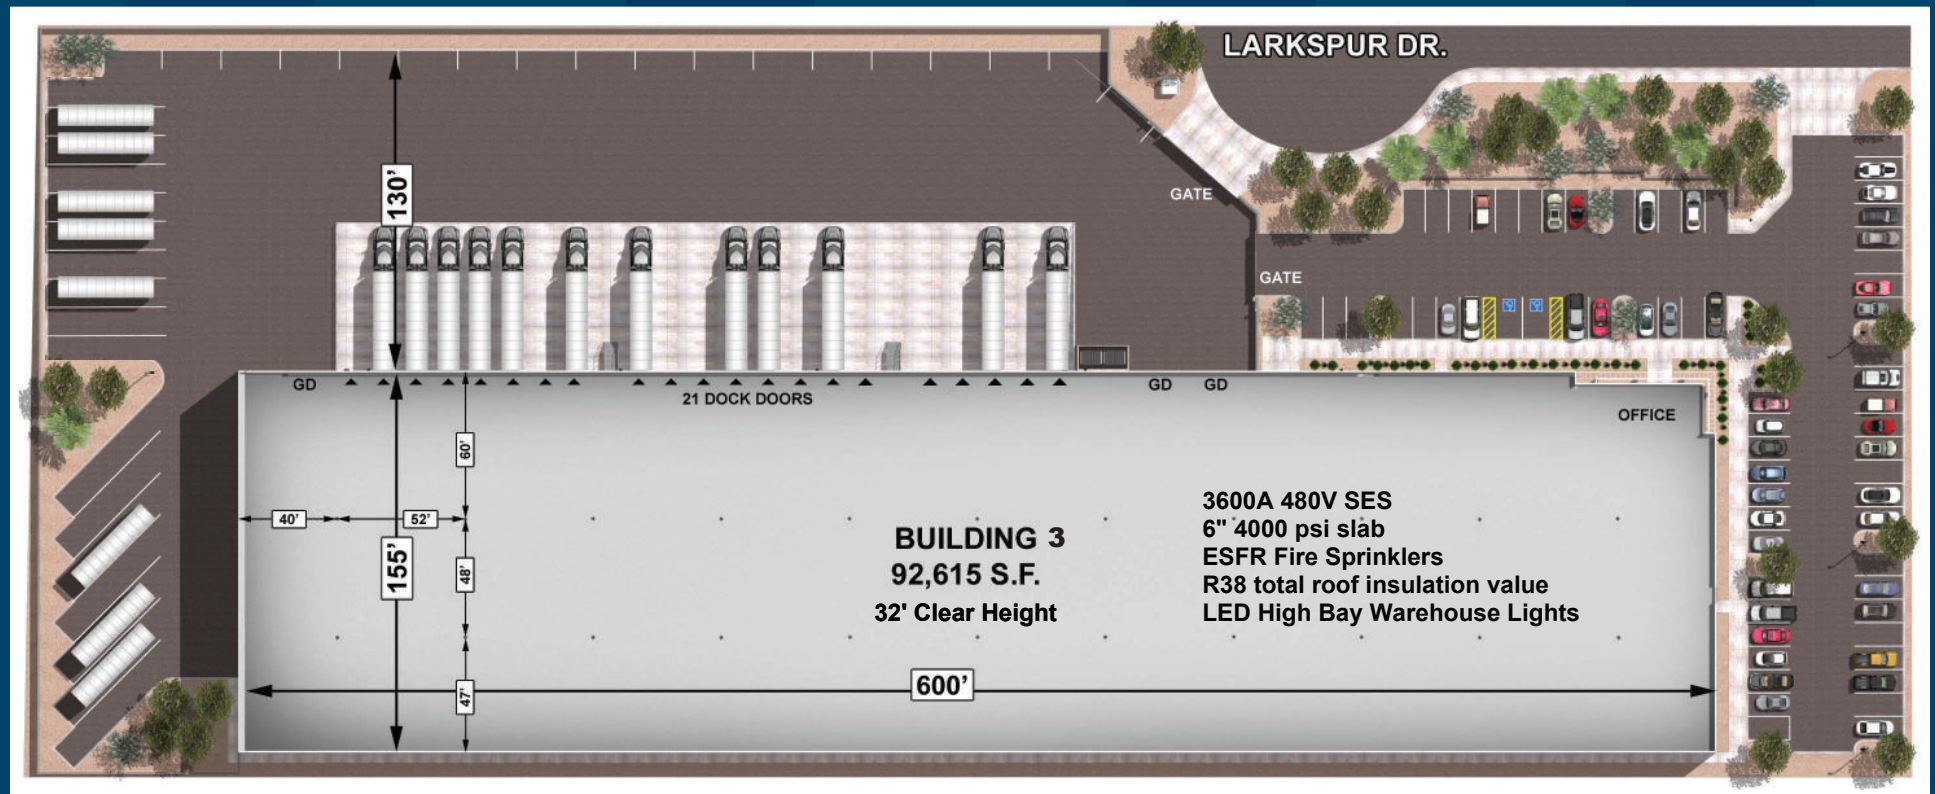 LARKSPUR DR.
130'
GATE
GATE
GD
GD
GD
21 DOCK DOORS
OFFICE
60'
40'
52'
155'
48'
47'
BUILDING 3
92,615 S.F.
32' Clear Height
3600A 480V SES
6" 4000 psi slab
ESFR Fire Sprinklers
R38 total roof insulation value
LED High Bay Warehouse Lights
600'